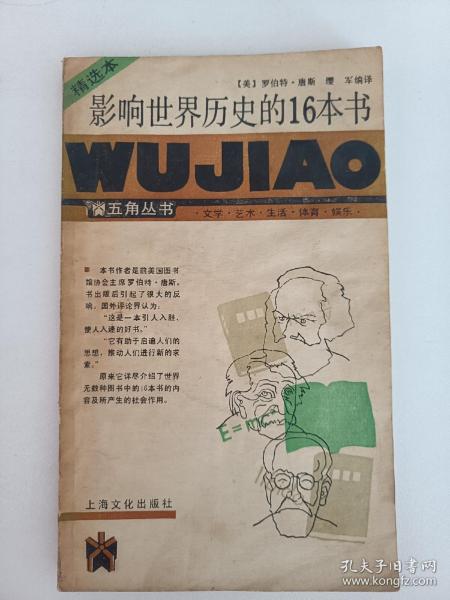 精选本
【美】罗伯特·唐斯 缨 军编译
影响世界历史的16本书
WUJIAO
五角丛书
·文学·艺术·生活·体育·娱乐·
■ 本书作者是前美国图书
馆协会主席罗伯特·唐斯。
书出版后引起了很大的反
响，国外评论界认为：
“这是一本引人入胜、
使人入迷的好书。”
“它有助于启迪人们的
思想，推动人们进行新的求
索。”
原来它详尽介绍了世界
无数种图书中的16本书的内
容及所产生的社会作用。
E=MC²
上海文化出版社
孔夫子旧书网
www.kongfz.com